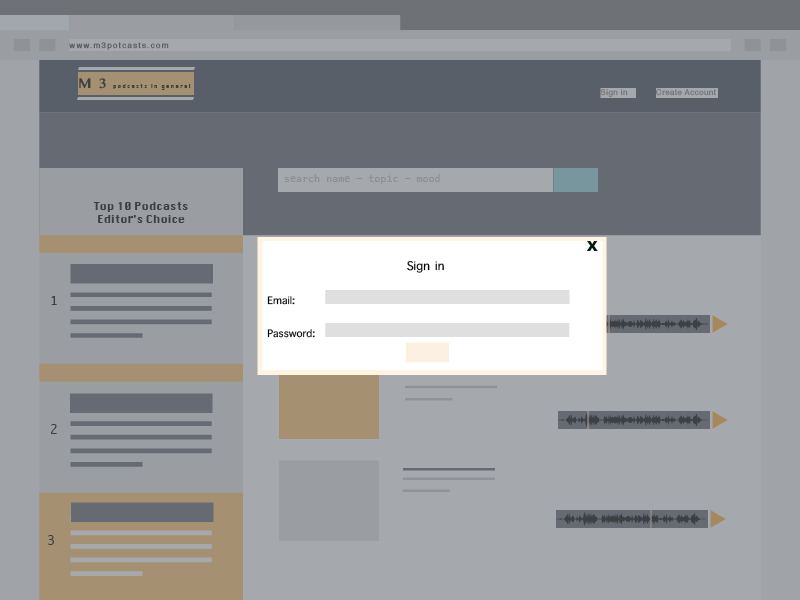 www.m3potcasts.com
M 3 podcasts in general
Sign in
Create Account
search name - topic - mood
Top 10 Podcasts
Editor's Choice
X
Sign in
Email:
Password:
1
2
3